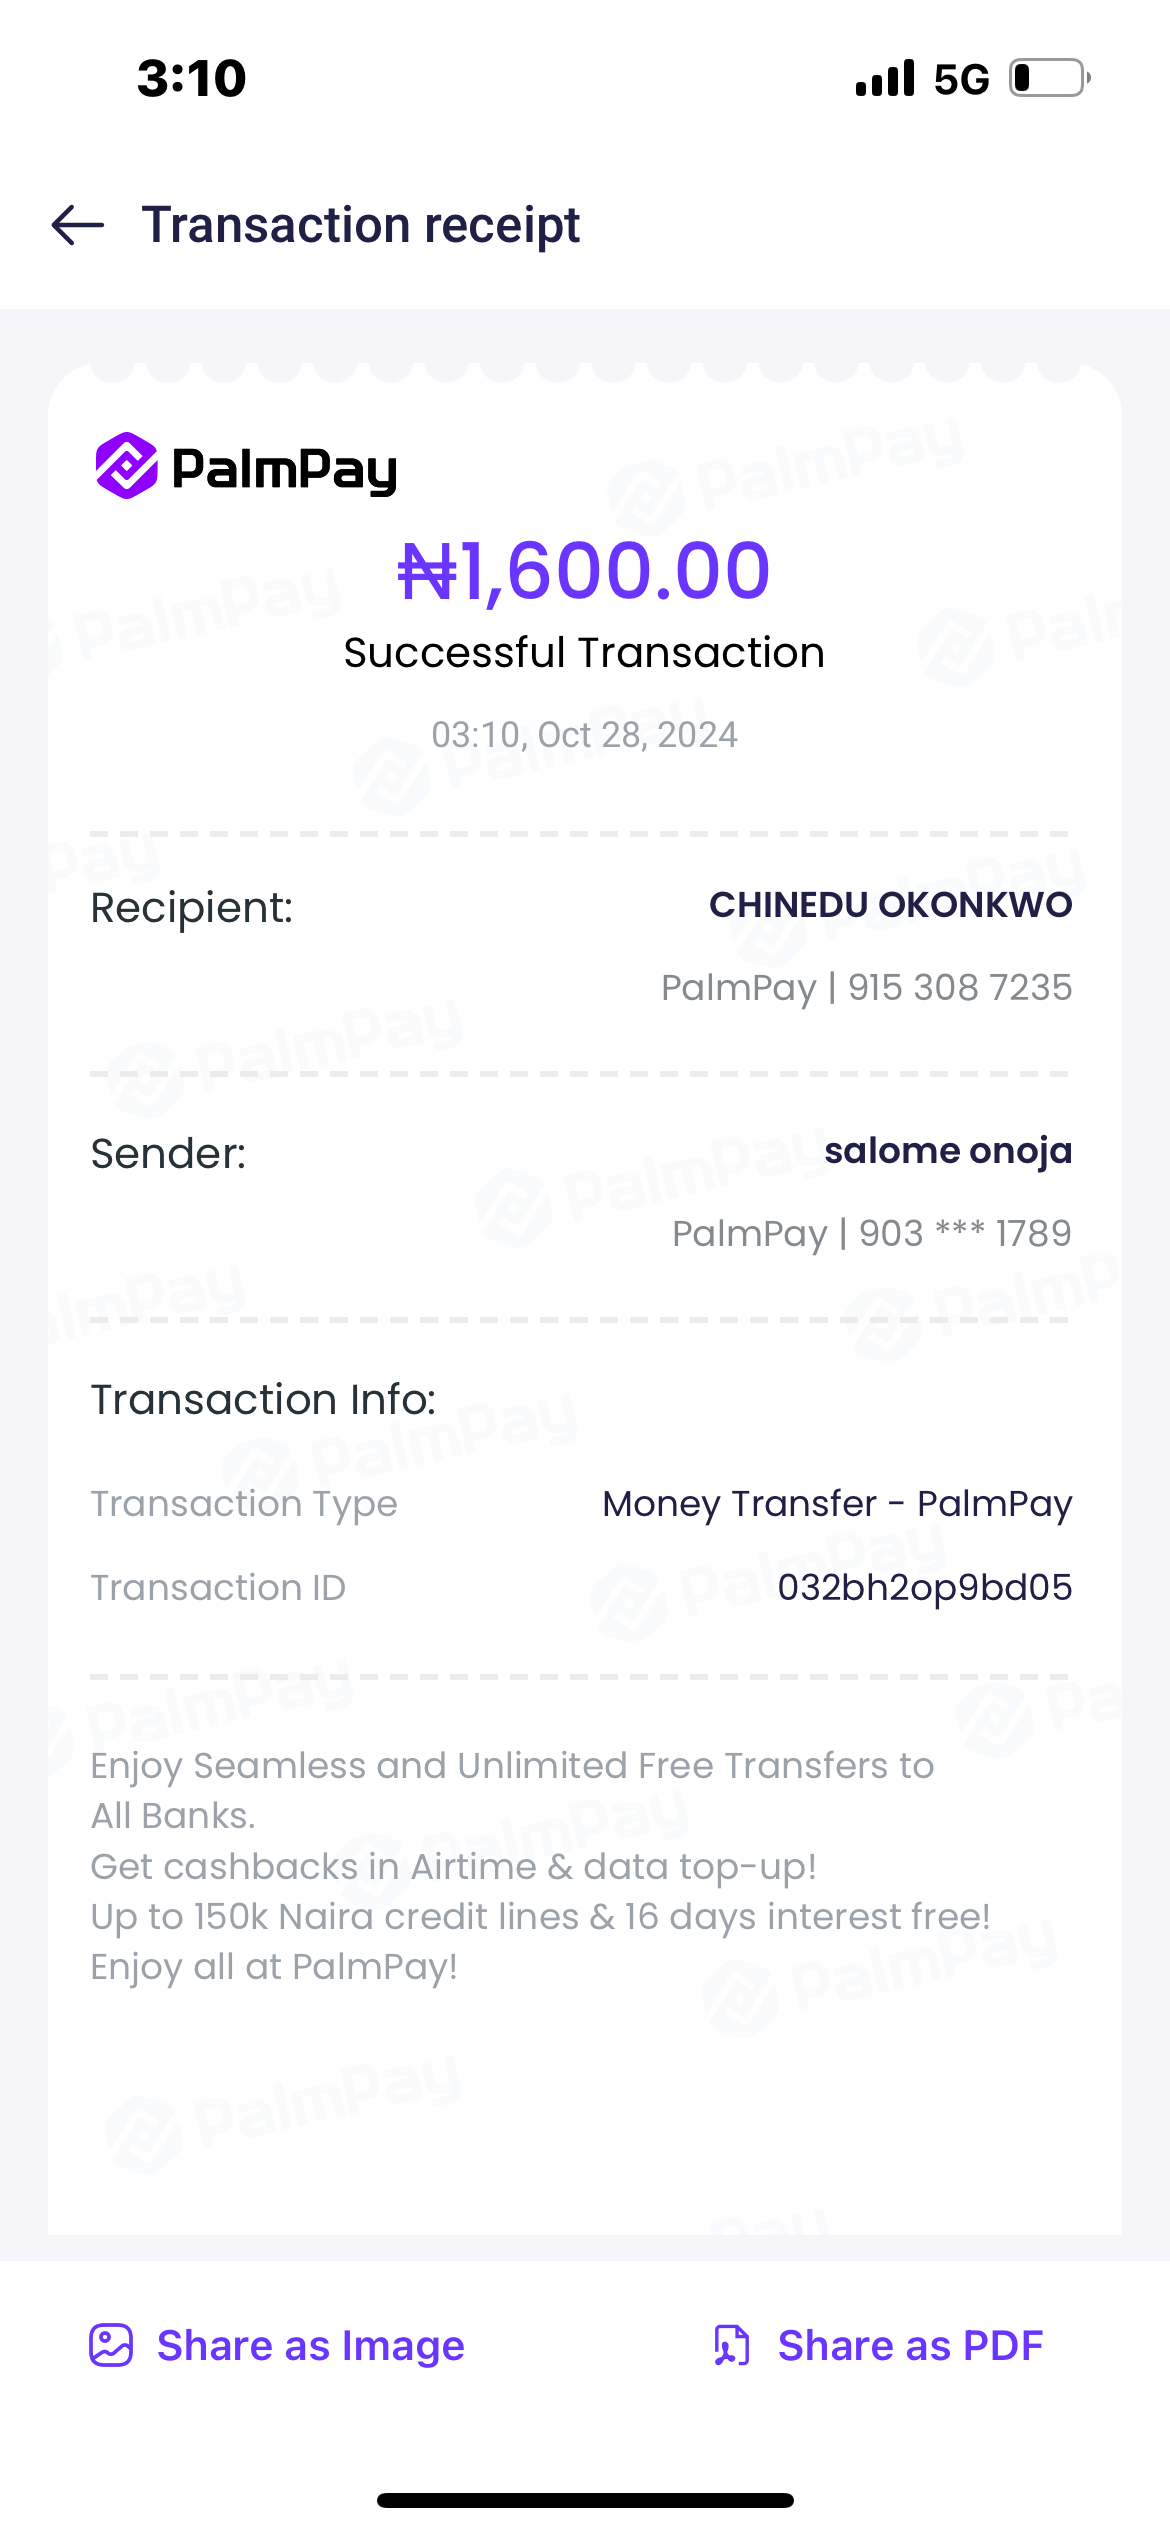 3:10
5G
Transaction receipt
PalmPay
₦1,600.00
Successful Transaction
03:10, Oct 28, 2024
Recipient:
CHINEDU OKONKWO
PalmPay | 915 308 7235
Sender:
salome onoja
PalmPay | 903 *** 1789
Transaction Info:
Transaction Type
Money Transfer - PalmPay
Transaction ID
032bh2op9bd05
Enjoy Seamless and Unlimited Free Transfers to
All Banks.
Get cashbacks in Airtime & data top-up!
Up to 150k Naira credit lines & 16 days interest free!
Enjoy all at PalmPay!
Share as Image
Share as PDF